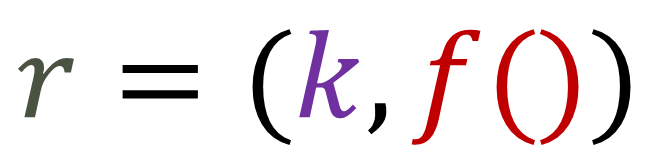 r = (k, f())